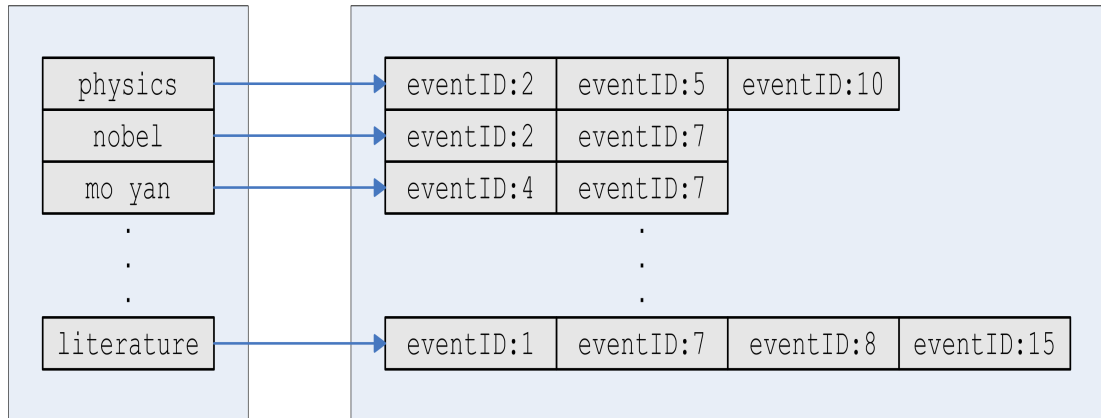 physics eventID:2 eventID:5 eventID:10
nobel eventID:2 eventID:7
mo yan eventID:4 eventID:7
. .
. .
. .
literature eventID:1 eventID:7 eventID:8 eventID:15